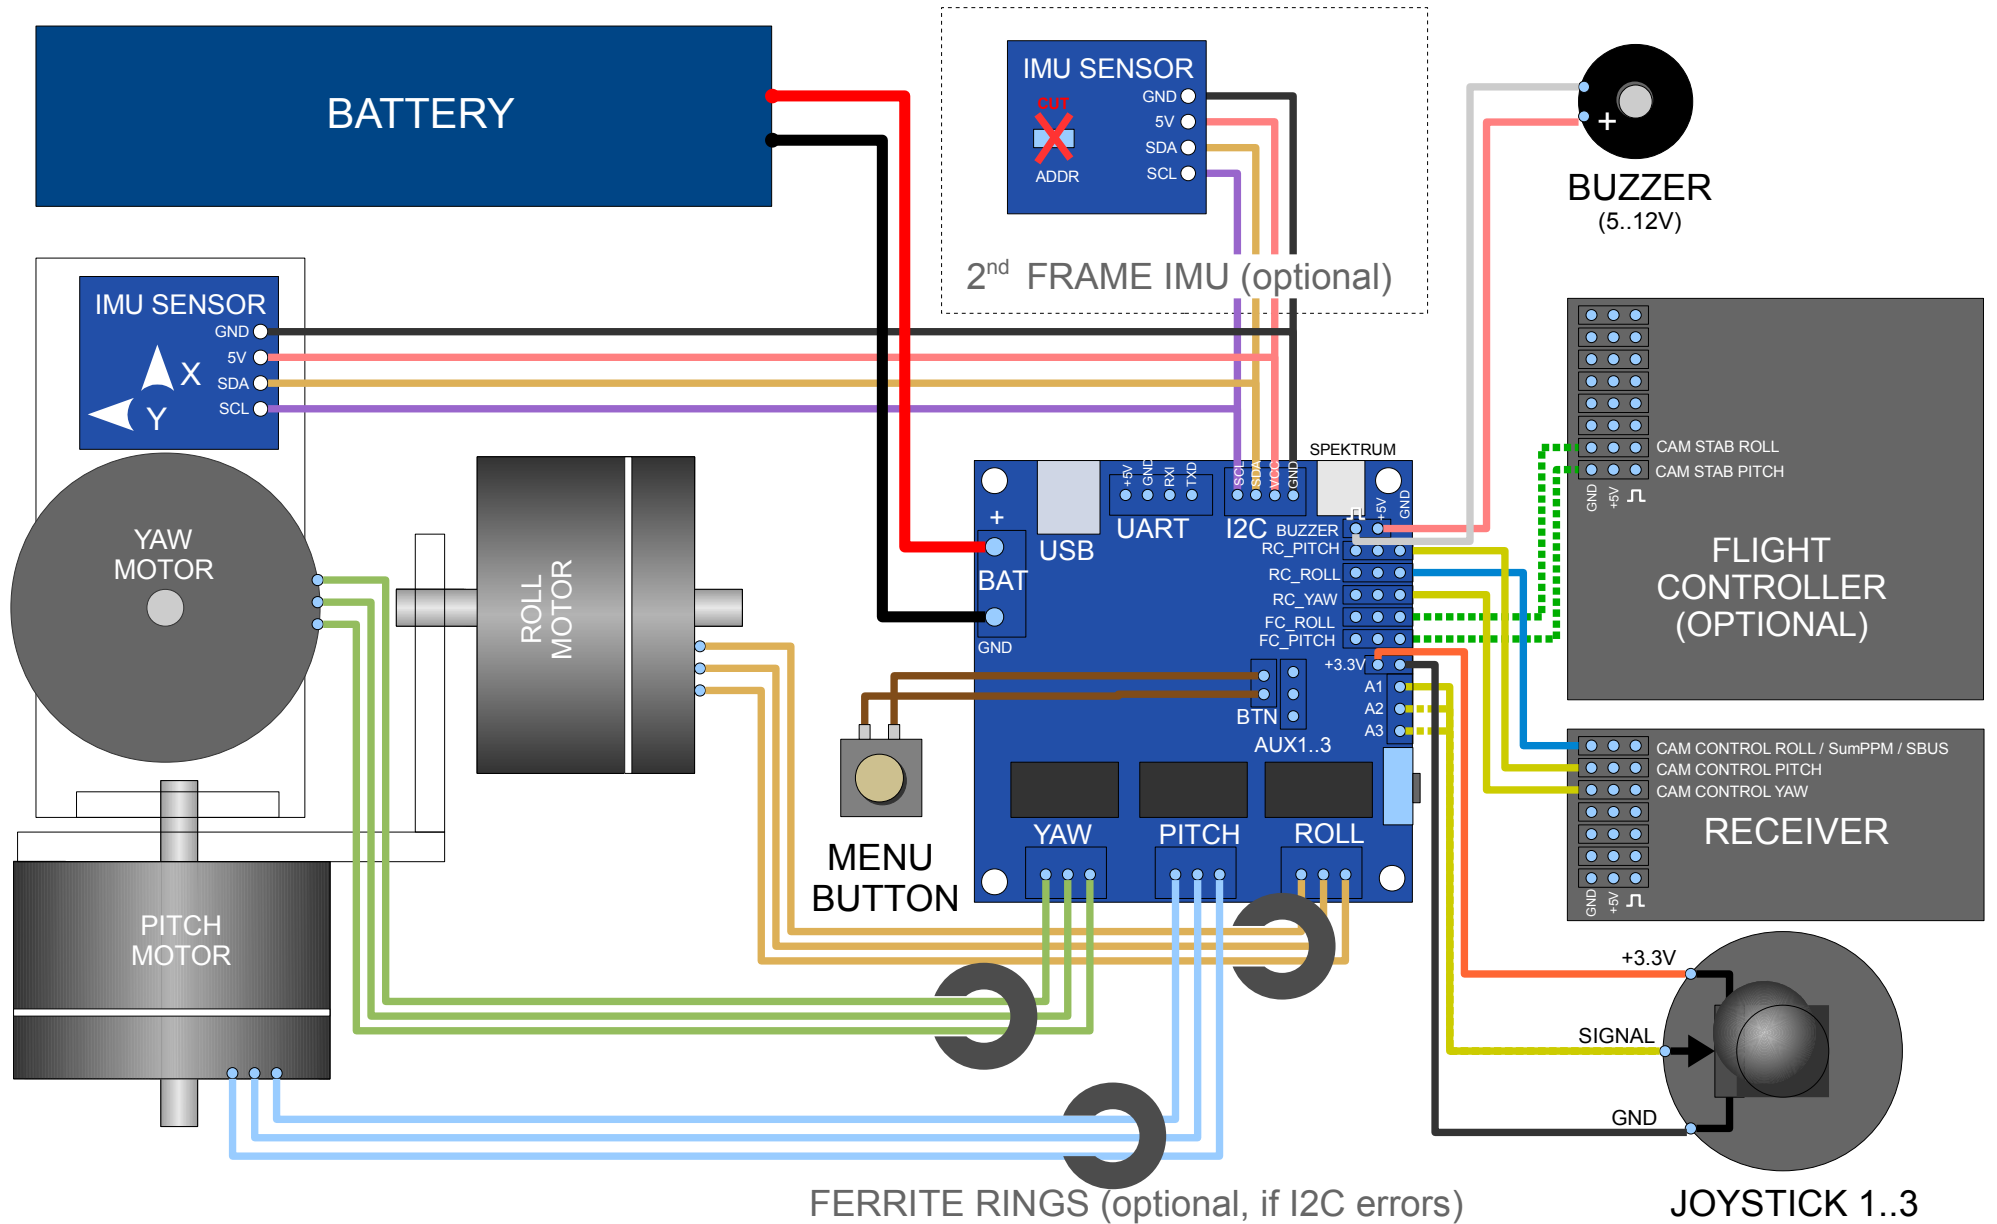 BATTERY
IMU SENSOR
CUT
ADDR
GND
5V
SDA
SCL
2nd FRAME IMU (optional)
+
BUZZER
(5..12V)
IMU SENSOR
GND
5V
SDA
SCL
X
Y
YAW
MOTOR
ROLL
MOTOR
PITCH
MOTOR
SPEKTRUM
+
BAT
GND
USB
+5V
GND
RXI
TXD
UART
SCL
SDA
VCC
GND
I2C
+5V
GND
BUZZER
RC_PITCH
RC_ROLL
RC_YAW
FC_ROLL
FC_PITCH
+3.3V
A1
A2
A3
BTN
AUX1..3
YAW
PITCH
ROLL
MENU
BUTTON
CAM STAB ROLL
CAM STAB PITCH
GND
+5V
FLIGHT
CONTROLLER
(OPTIONAL)
CAM CONTROL ROLL / SumPPM / SBUS
CAM CONTROL PITCH
CAM CONTROL YAW
RECEIVER
GND
+5V
+3.3V
SIGNAL
GND
JOYSTICK 1..3
FERRITE RINGS (optional, if I2C errors)